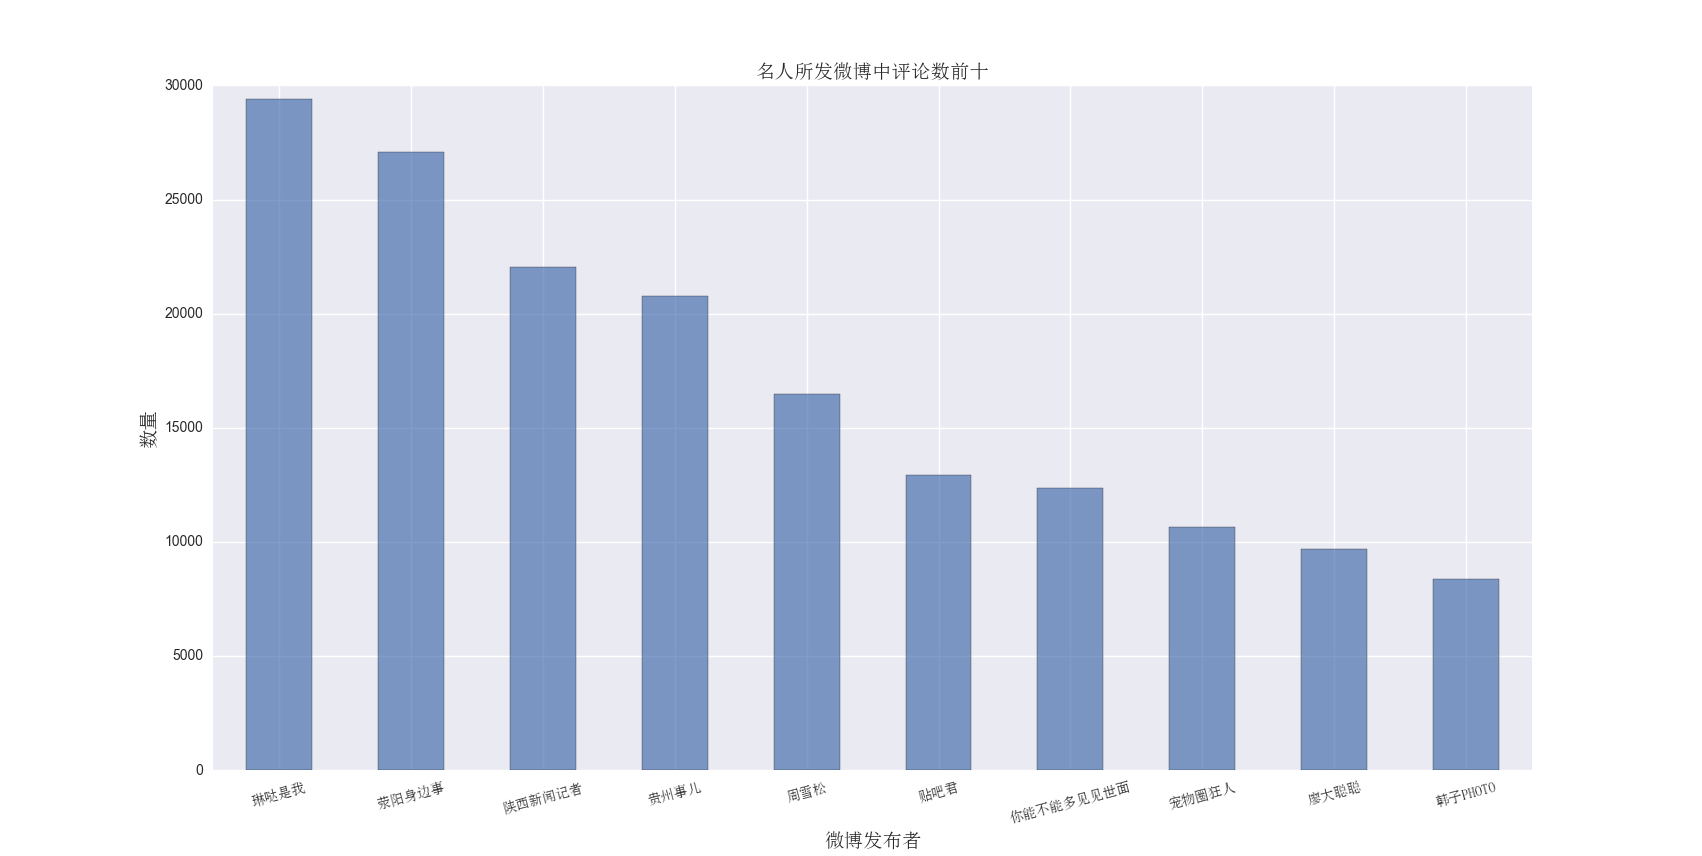 名人所发微博中评论数前十
30000
25000
20000
15000
10000
5000
0
数量
琳哒是我
荥阳身边事
陕西新闻记者
贵州事儿
周雪松
贴吧君
你能不能多见见世面
宠物圈狂人
廖大聪聪
韩子PHOTO
微博发布者